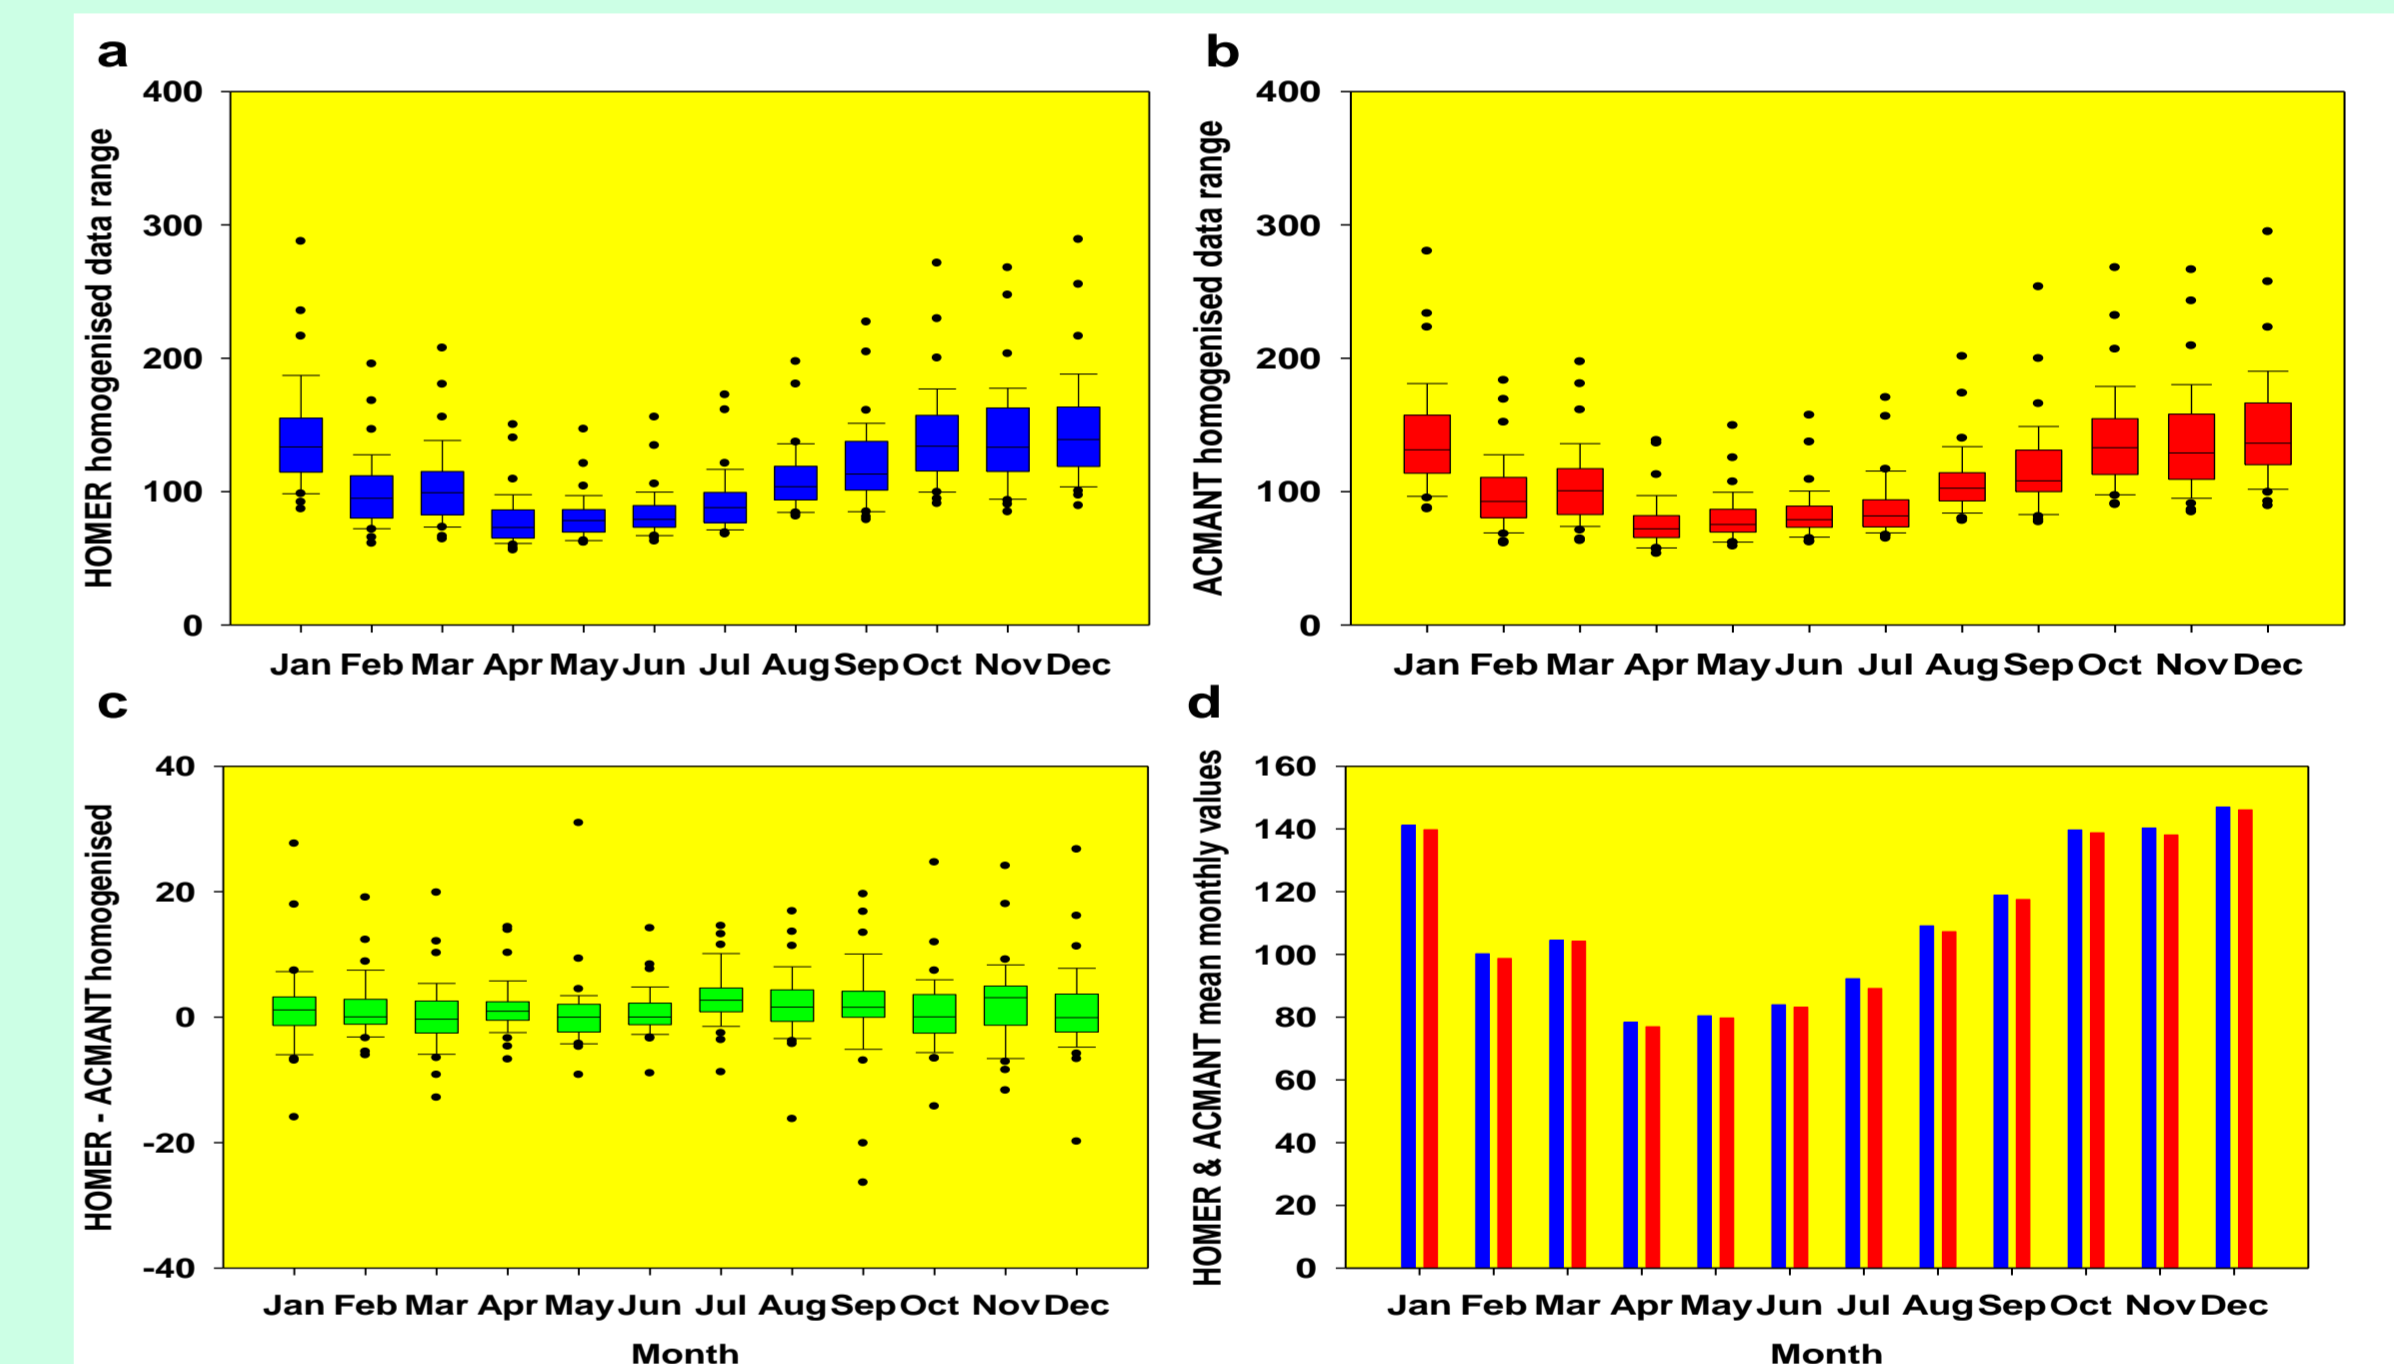 a
HOMER homogenised data range
400
300
200
100
0
Jan Feb Mar Apr May Jun Jul Aug Sep Oct Nov Dec
b
ACMANT homogenised data range
400
300
200
100
0
Jan Feb Mar Apr May Jun Jul Aug Sep Oct Nov Dec
c
HOMER - ACMANT homogenised
40
20
0
-20
-40
Jan Feb Mar Apr May Jun Jul Aug Sep Oct Nov Dec
Month
d
HOMER & ACMANT mean monthly values
160
140
120
100
80
60
40
20
0
Jan Feb Mar Apr May Jun Jul Aug Sep Oct Nov Dec
Month